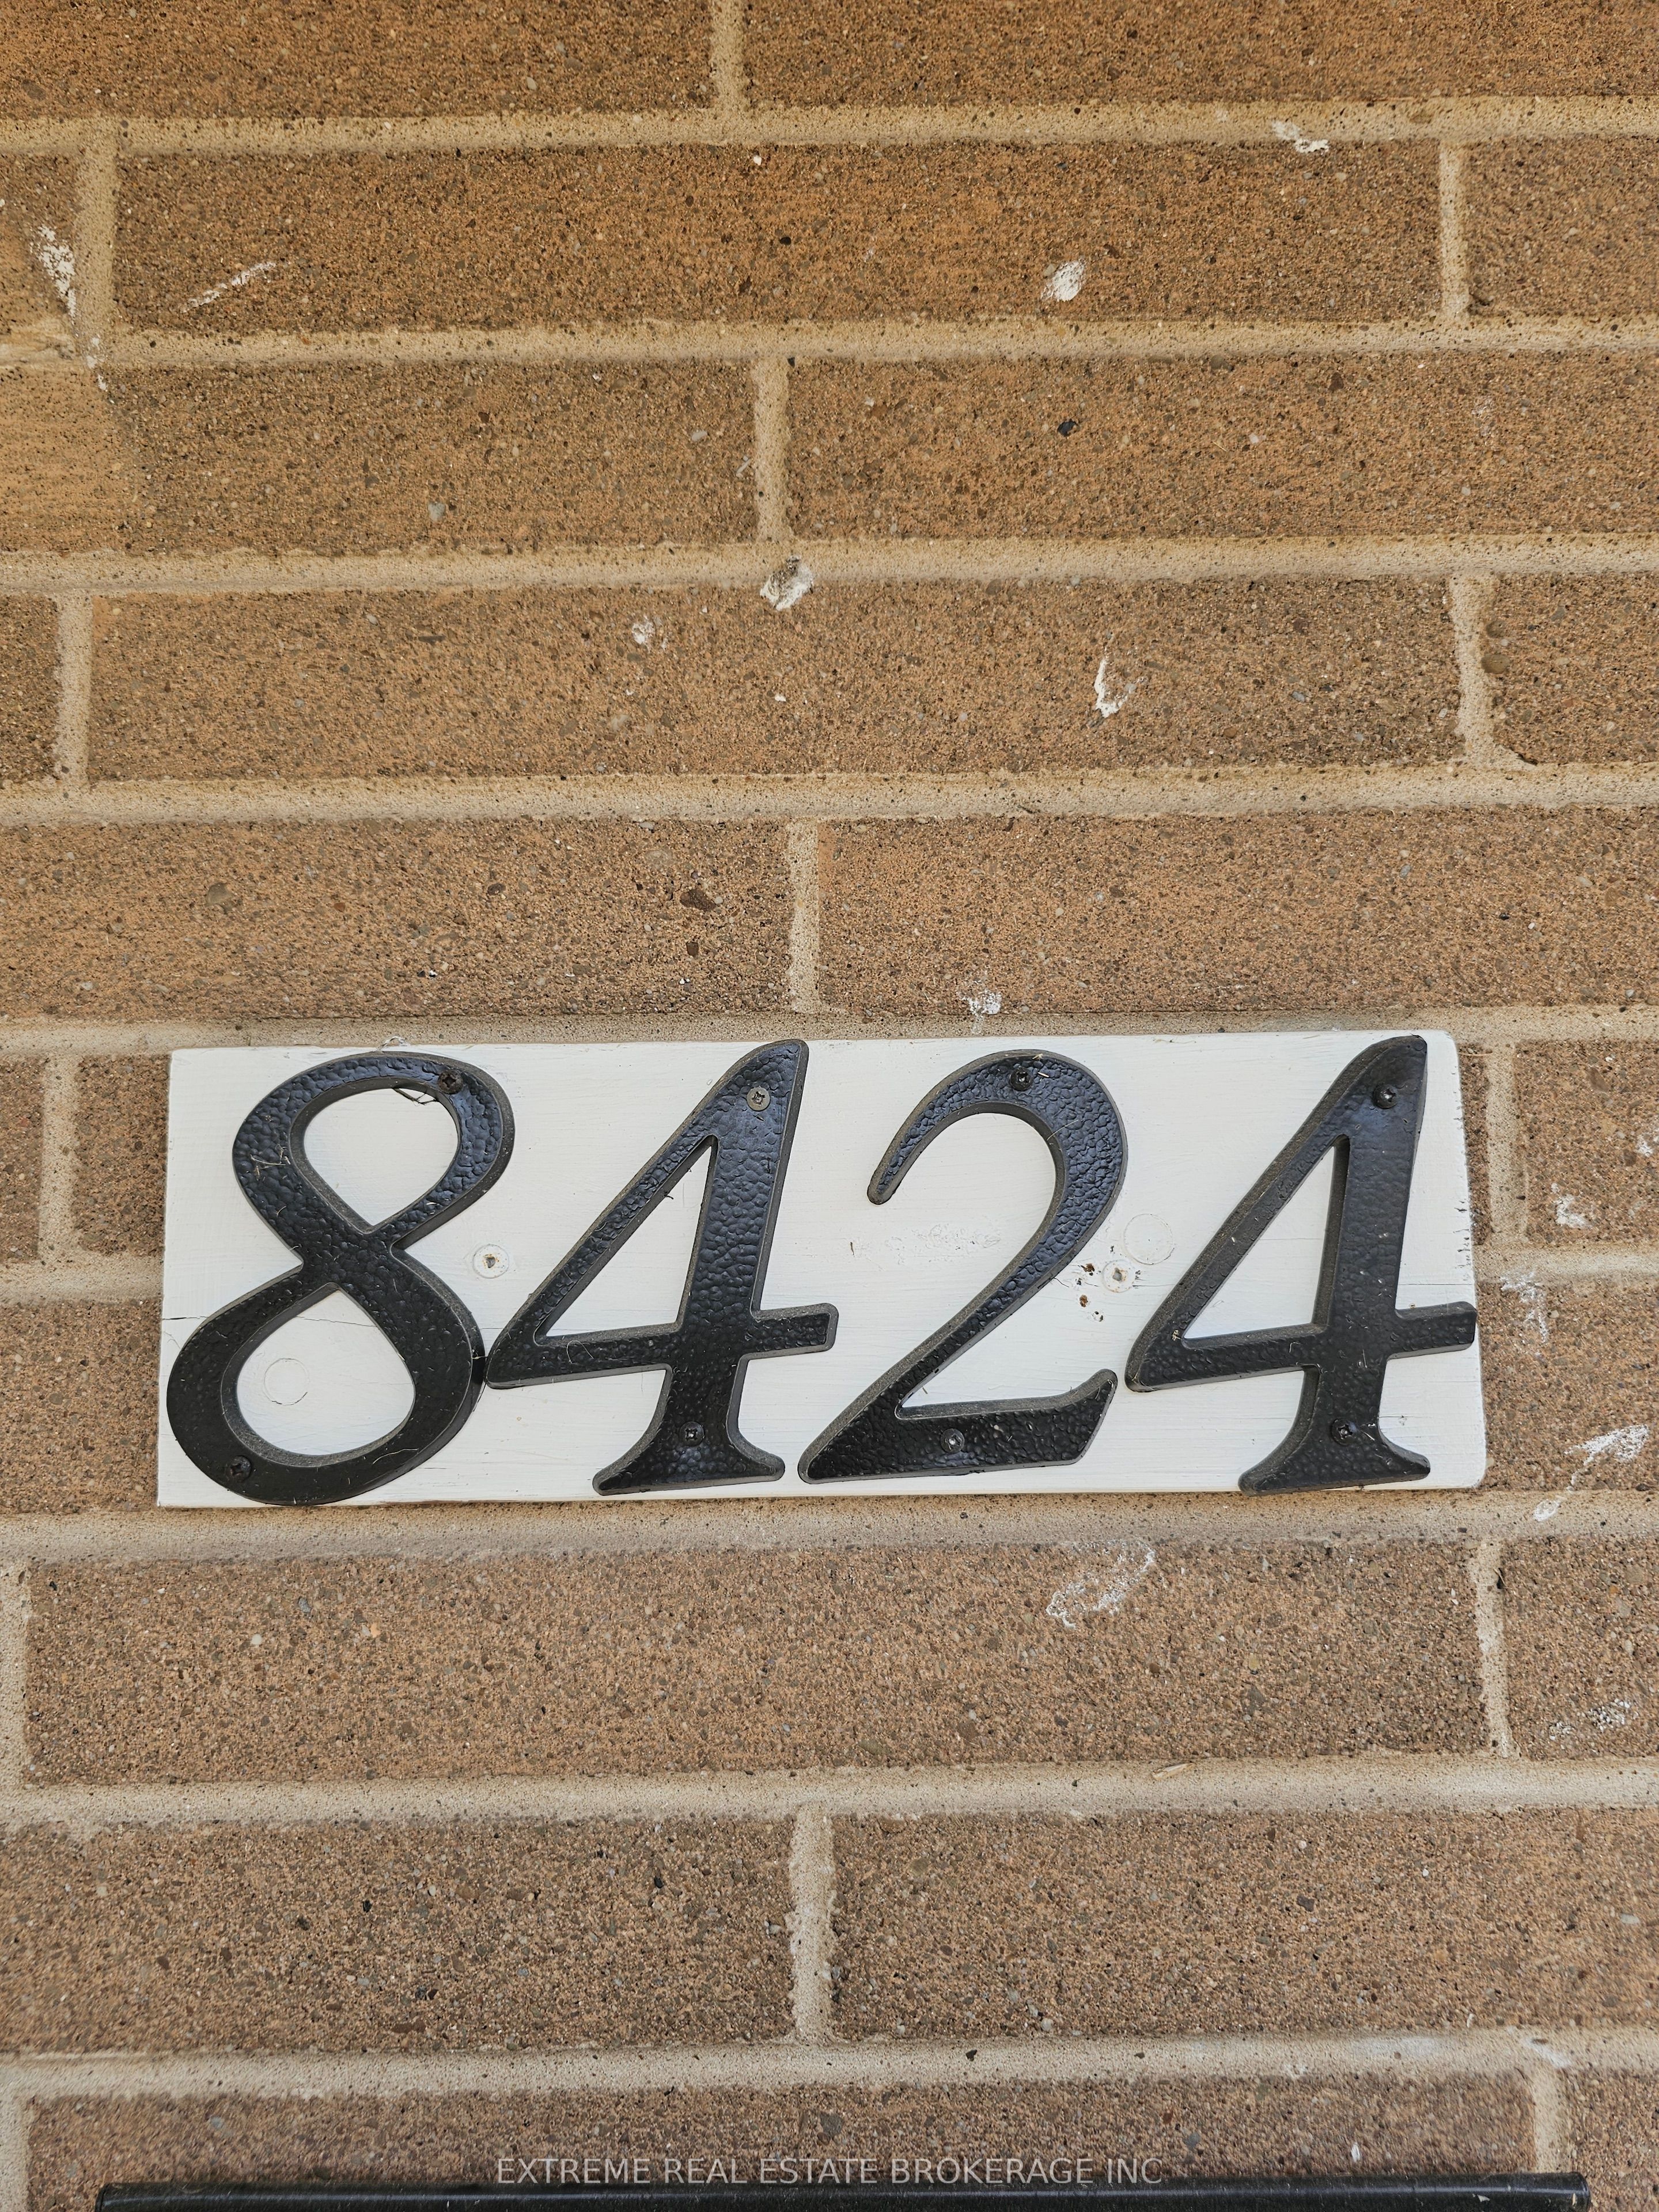 8424
EXTREME REAL ESTATE BROKERAGE INC